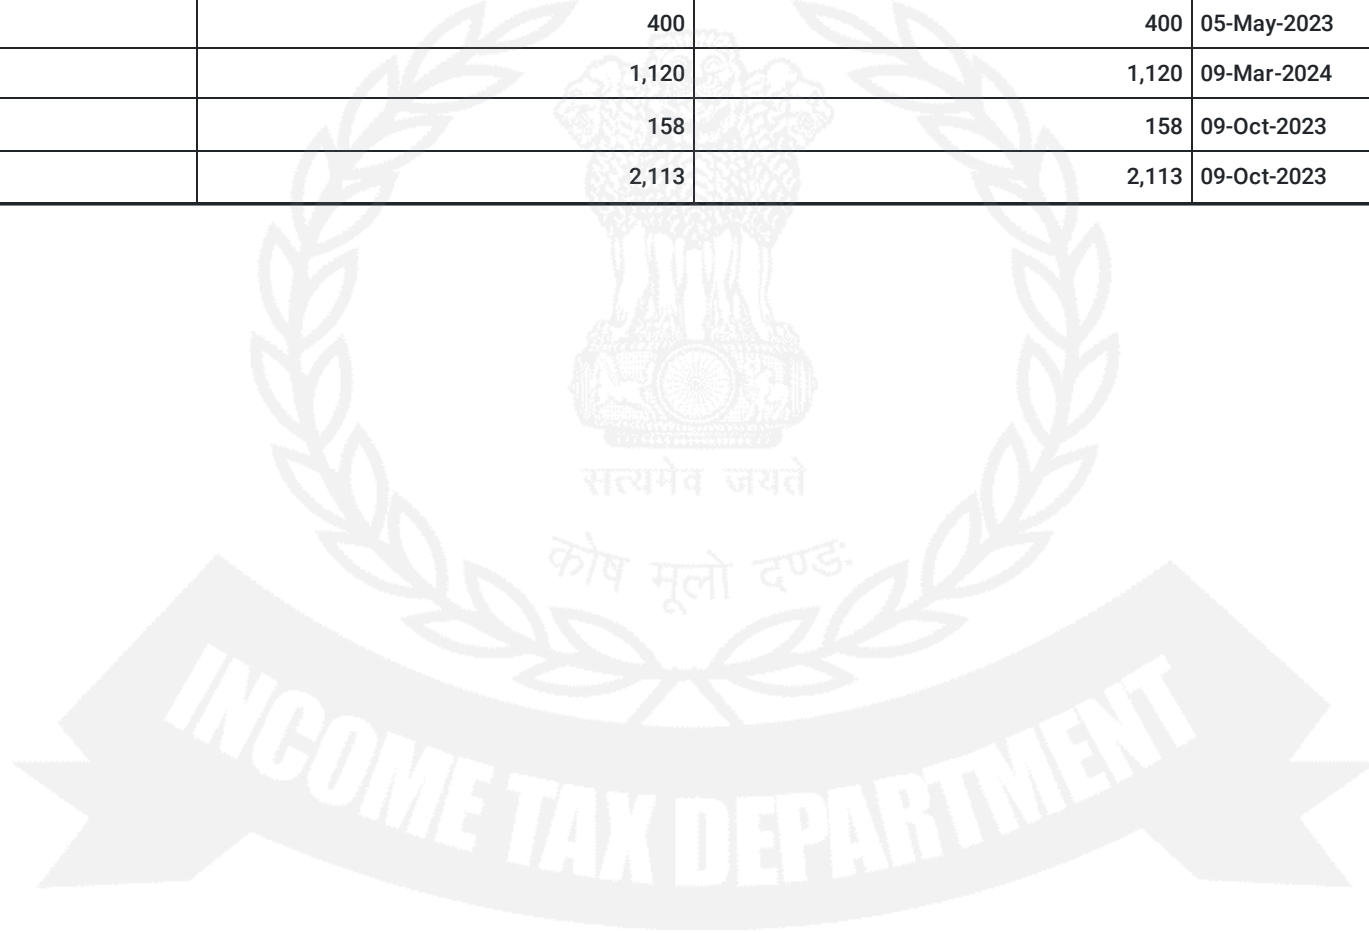 400 400 05-May-2023
1,120 1,120 09-Mar-2024
158 158 09-Oct-2023
2,113 2,113 09-Oct-2023
सत्यमेव जयते
कोष मूलो दण्डः
INCOME TAX DEPARTMENT